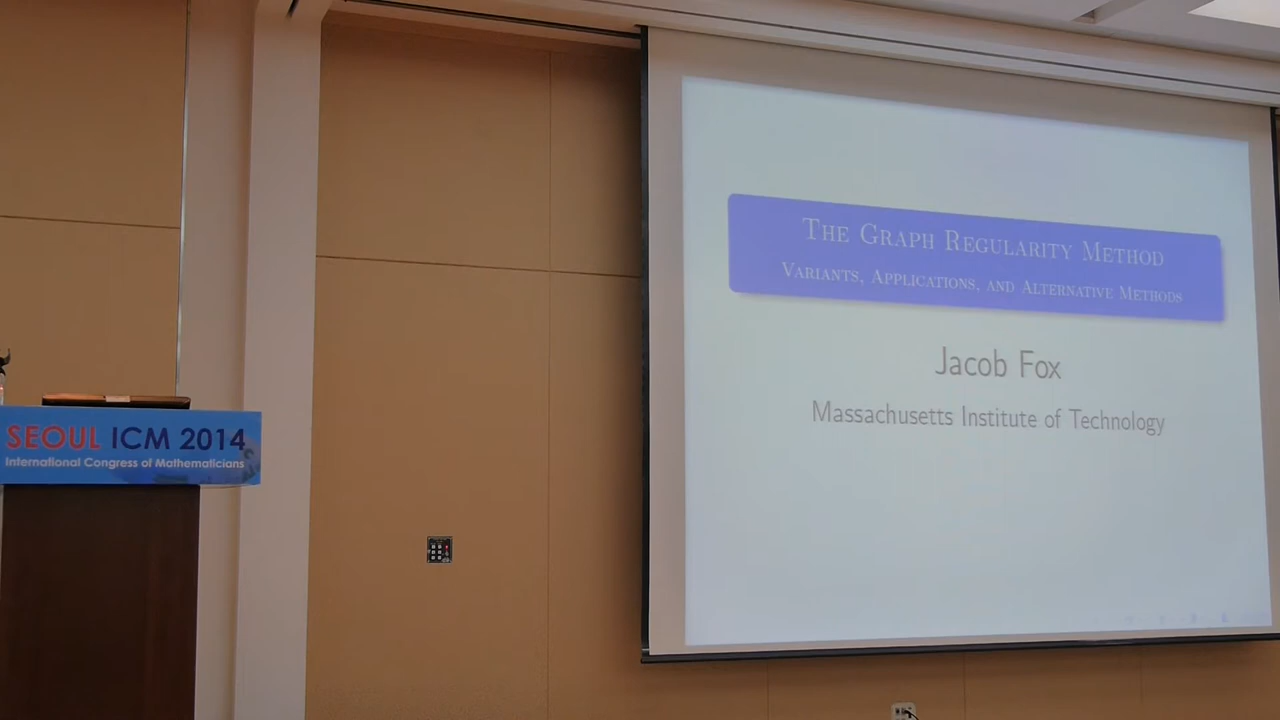 SEOUL ICM 2014
International Congress of Mathematicians
THE GRAPH REGULARITY METHOD
VARIANTS, APPLICATIONS, AND ALTERNATIVE METHODS
Jacob Fox
Massachusetts Institute of Technology